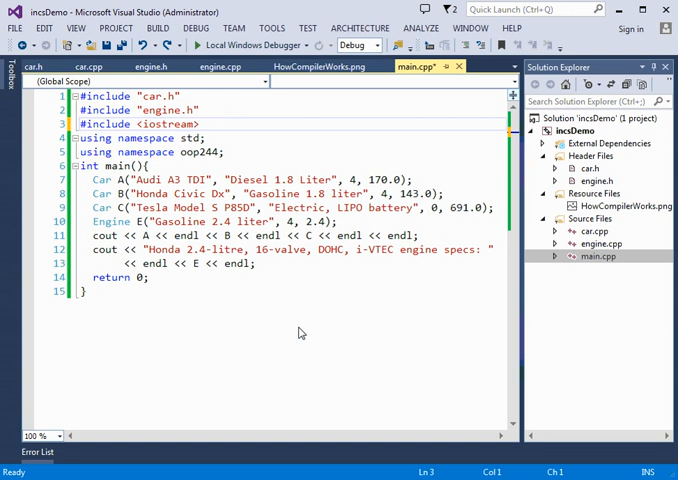 incsDemo - Microsoft Visual Studio (Administrator)
2
Quick Launch (Ctrl+Q)
FILE EDIT VIEW PROJECT BUILD DEBUG TEAM TOOLS TEST ARCHITECTURE ANALYZE WINDOW HELP
Sign in
Local Windows Debugger
Debug
Toolbox
car.h car.cpp engine.h engine.cpp HowCompilerWorks.png main.cpp*
(Global Scope)
1 #include "car.h"
2 #include "engine.h"
3 #include <iostream>
4 using namespace std;
5 using namespace oop244;
6 int main(){
7 Car A("Audi A3 TDI", "Diesel 1.8 Liter", 4, 170.0);
8 Car B("Honda Civic Dx", "Gasoline 1.8 liter", 4, 143.0);
9 Car C("Tesla Model S P85D", "Electric, LIPO battery", 0, 691.0);
10 Engine E("Gasoline 2.4 liter", 4, 2.4);
11 cout << A << endl << B << endl << C << endl << endl;
12 cout << "Honda 2.4-litre, 16-valve, DOHC, i-VTEC engine specs: "
13 << endl << E << endl;
14 return 0;
15 }
100 %
Solution Explorer
Search Solution Explorer (Ctrl+;)
Solution 'incsDemo' (1 project)
incsDemo
External Dependencies
Header Files
car.h
engine.h
Resource Files
HowCompilerWorks.png
Source Files
car.cpp
engine.cpp
main.cpp
Error List
Ready
Ln 3
Col 1
Ch 1
INS